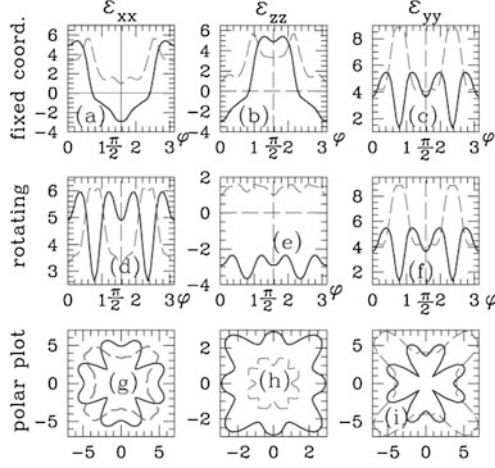 ε_xx ε_zz ε_yy
fixed coord.
6 4 2 0 −2 −4
(a)
0 1 π/2 2 3 φ
6 4 2 0 −2 −4
(b)
0 1 π/2 2 3 φ
8 6 4 2
(c)
0 1 π/2 2 3 φ
rotating
6 5 4 3
(d)
0 1 π/2 2 3 φ
2 0 −2 −4
(e)
0 1 π/2 2 3 φ
8 6 4 2
(f)
0 1 π/2 2 3 φ
polar plot
5 0 −5
(g)
−5 0 5
2 0 −2
(h)
−2 0 2
5 0 −5
(i)
−5 0 5